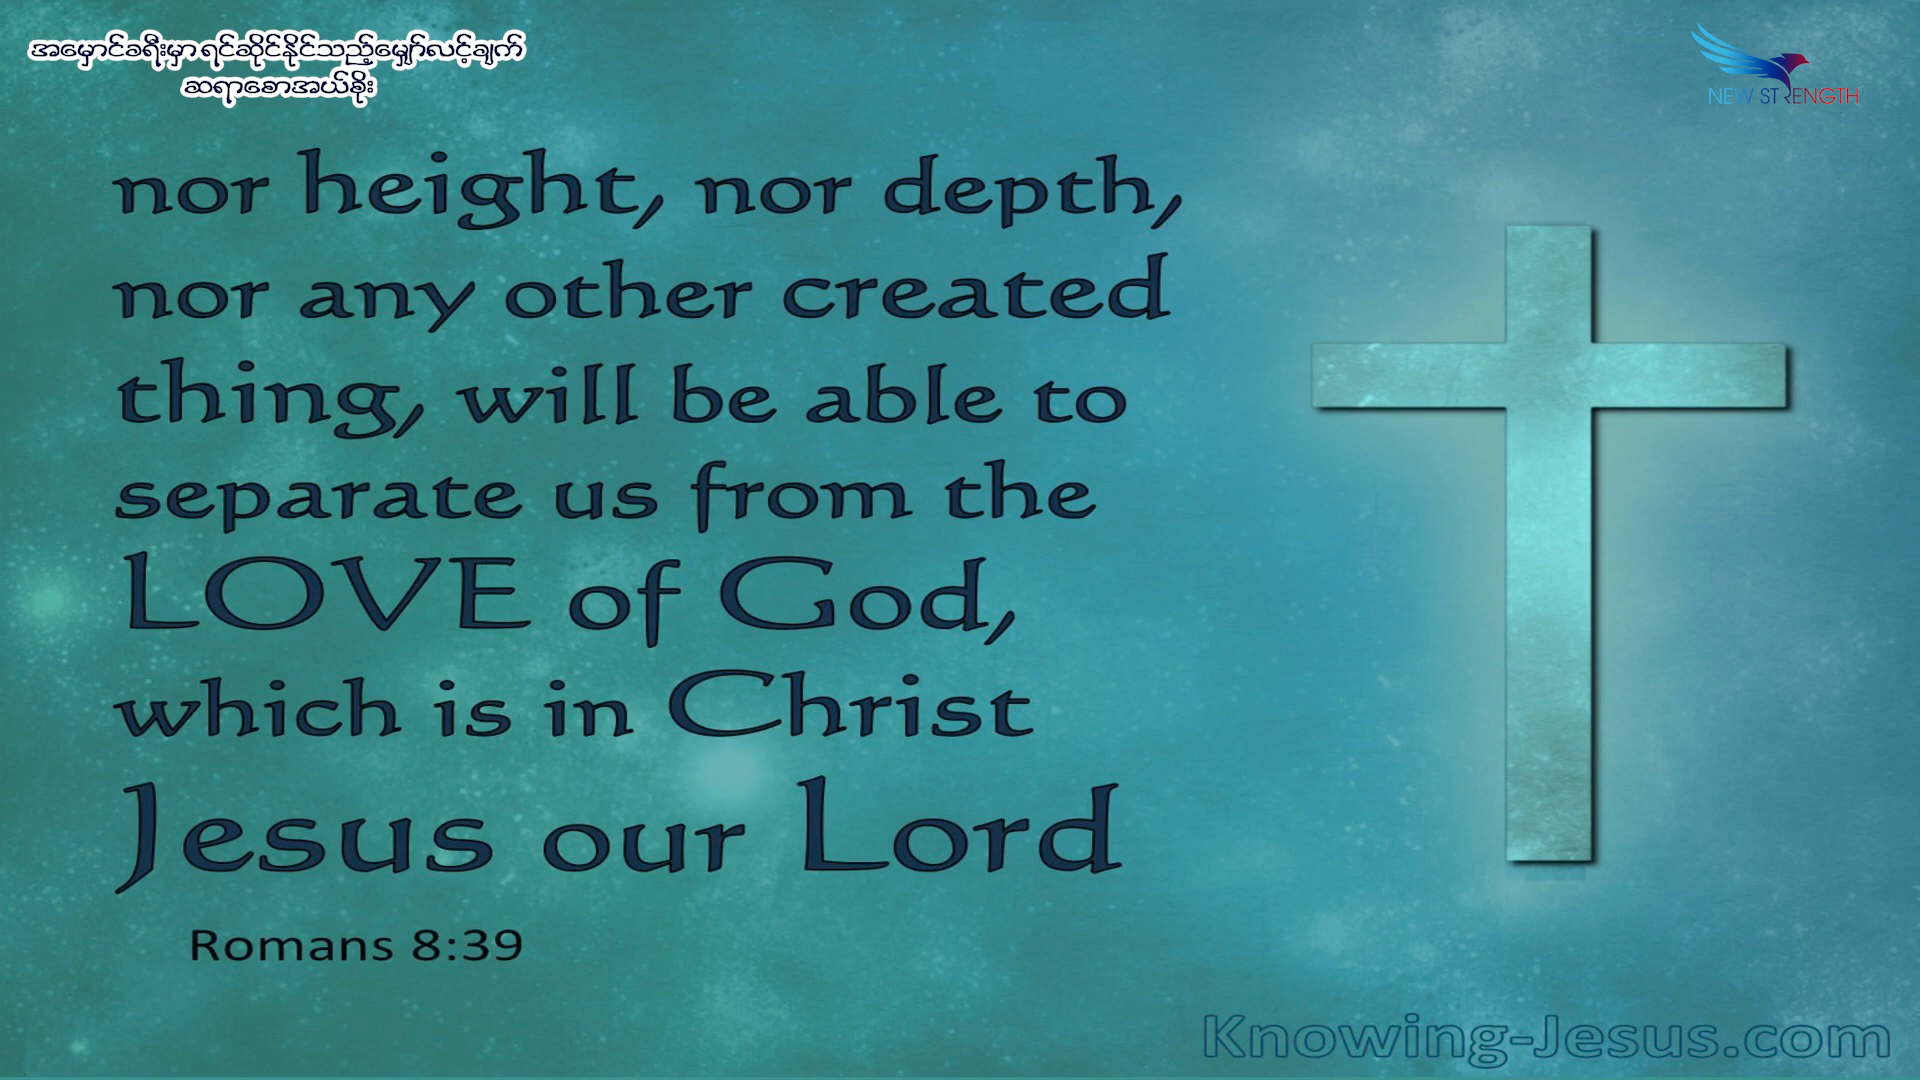 အမှောင်ခရီးမှာ ရင်ဆိုင်နိုင်သည့်မျှော်လင့်ချက်
ဆရာစောအယ်စိုး
NEW STRENGTH
nor height, nor depth,
nor any other created
thing, will be able to
separate us from the
LOVE of God,
which is in Christ
Jesus our Lord
Romans 8:39
Knowing-Jesus.com